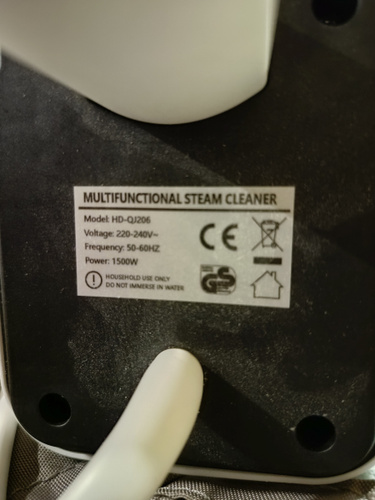 MULTIFUNCTIONAL STEAM CLEANER
Model: HD-QJ206
Voltage: 220-240V~
Frequency: 50-60HZ
Power: 1500W
CE
GS
HOUSEHOLD USE ONLY
DO NOT IMMERSE IN WATER